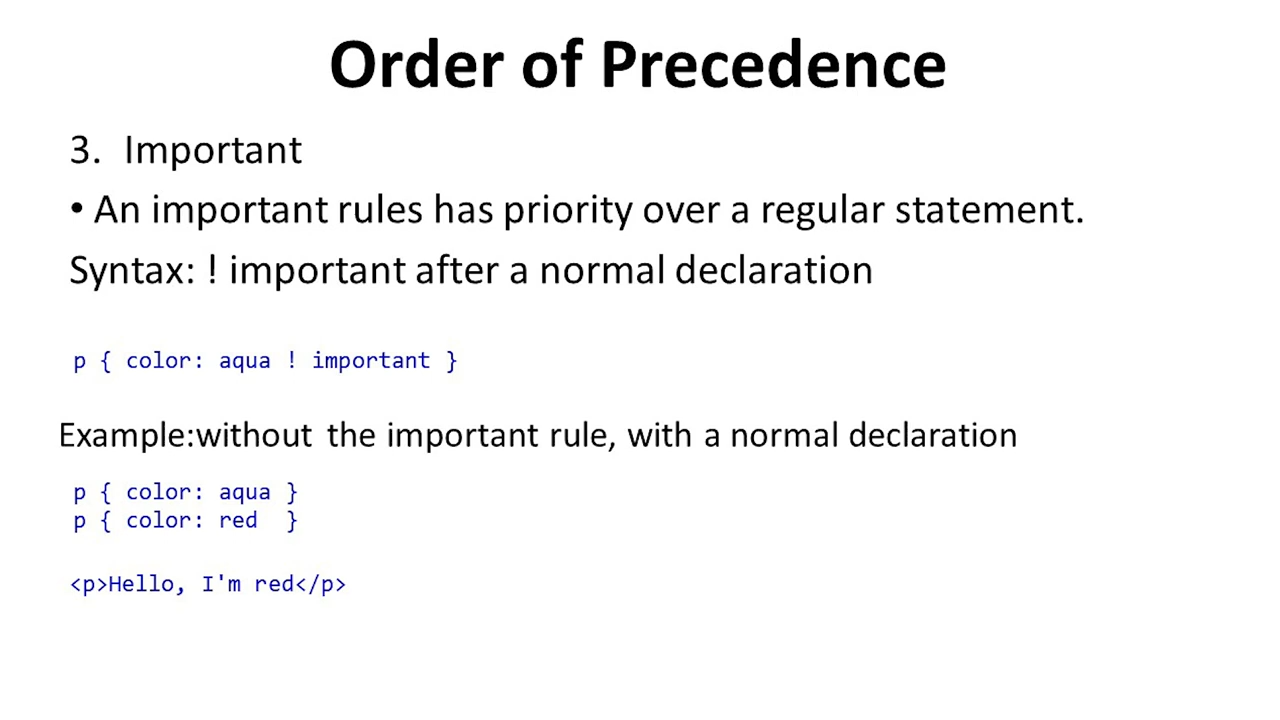 Order of Precedence
3. Important
• An important rules has priority over a regular statement.
Syntax: ! important after a normal declaration
p { color: aqua ! important }
Example:without the important rule, with a normal declaration
p { color: aqua }
p { color: red  }
<p>Hello, I'm red</p>